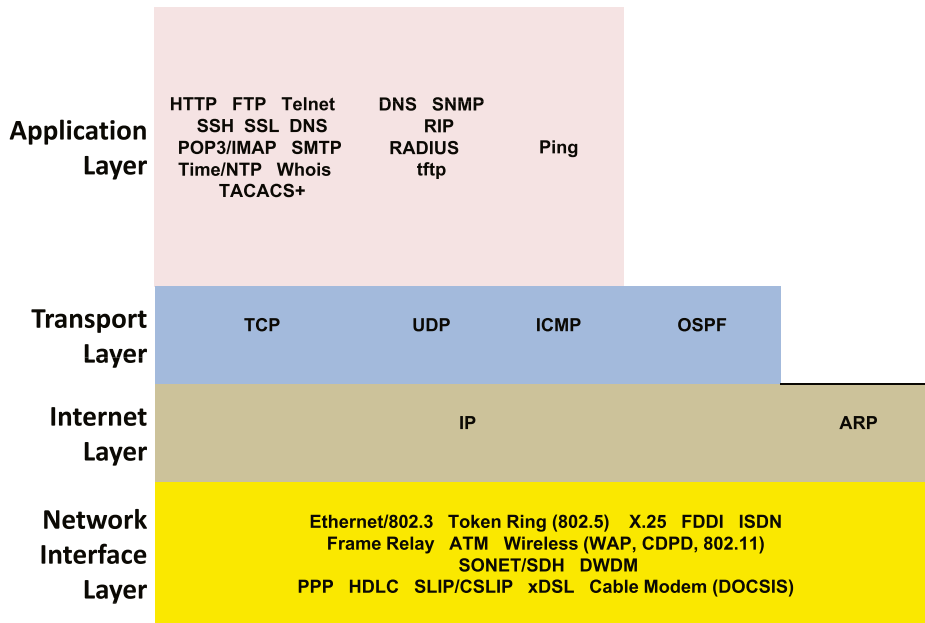 Application
Layer
HTTP FTP Telnet
SSH SSL DNS
POP3/IMAP SMTP
Time/NTP Whois
TACACS+
DNS SNMP
RIP
RADIUS
tftp
Ping
Transport
Layer
TCP
UDP
ICMP
OSPF
Internet
Layer
IP
ARP
Network
Interface
Layer
Ethernet/802.3 Token Ring (802.5) X.25 FDDI ISDN
Frame Relay ATM Wireless (WAP, CDPD, 802.11)
SONET/SDH DWDM
PPP HDLC SLIP/CSLIP xDSL Cable Modem (DOCSIS)